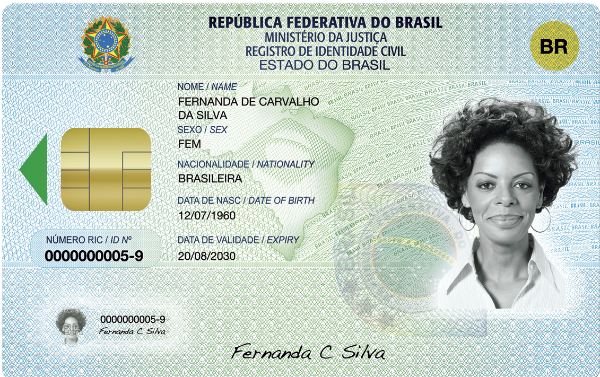 REPÚBLICA FEDERATIVA DO BRASIL
MINISTÉRIO DA JUSTIÇA
REGISTRO DE IDENTIDADE CIVIL
ESTADO DO BRASIL
BR
NOME / NAME
FERNANDA DE CARVALHO
DA SILVA
SEXO / SEX
FEM
NACIONALIDADE / NATIONALITY
BRASILEIRA
DATA DE NASC / DATE OF BIRTH
12/07/1960
NÚMERO RIC / ID Nº
0000000005-9
DATA DE VALIDADE / EXPIRY
20/08/2030
0000000005-9
Fernanda C Silva
Fernanda C Silva